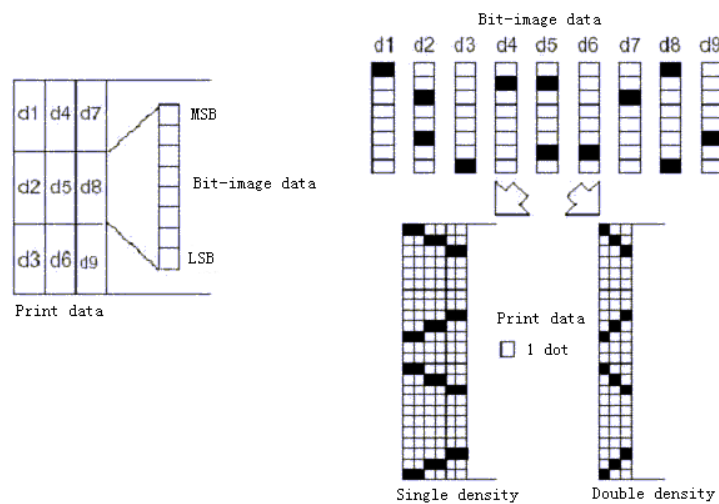 Bit-image data
d1 d2 d3 d4 d5 d6 d7 d8 d9
d1 d4 d7
MSB
d2 d5 d8
Bit-image data
d3 d6 d9
LSB
Print data
Print data
1 dot
Single density
Double density